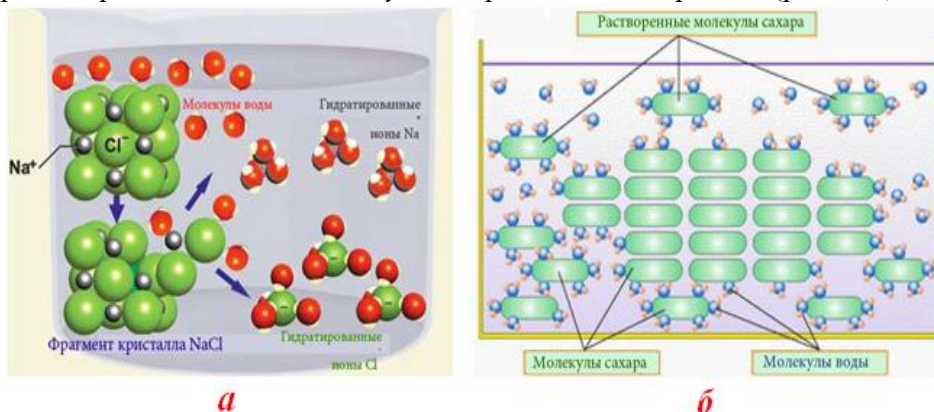 Молекулы воды
Гидратированные
ионы Na
+
Na⁺
Cl⁻
Фрагмент кристалла NaCl
Гидратированные
-
ионы Cl
а
Растворенные молекулы сахара
Молекулы сахара
Молекулы воды
б